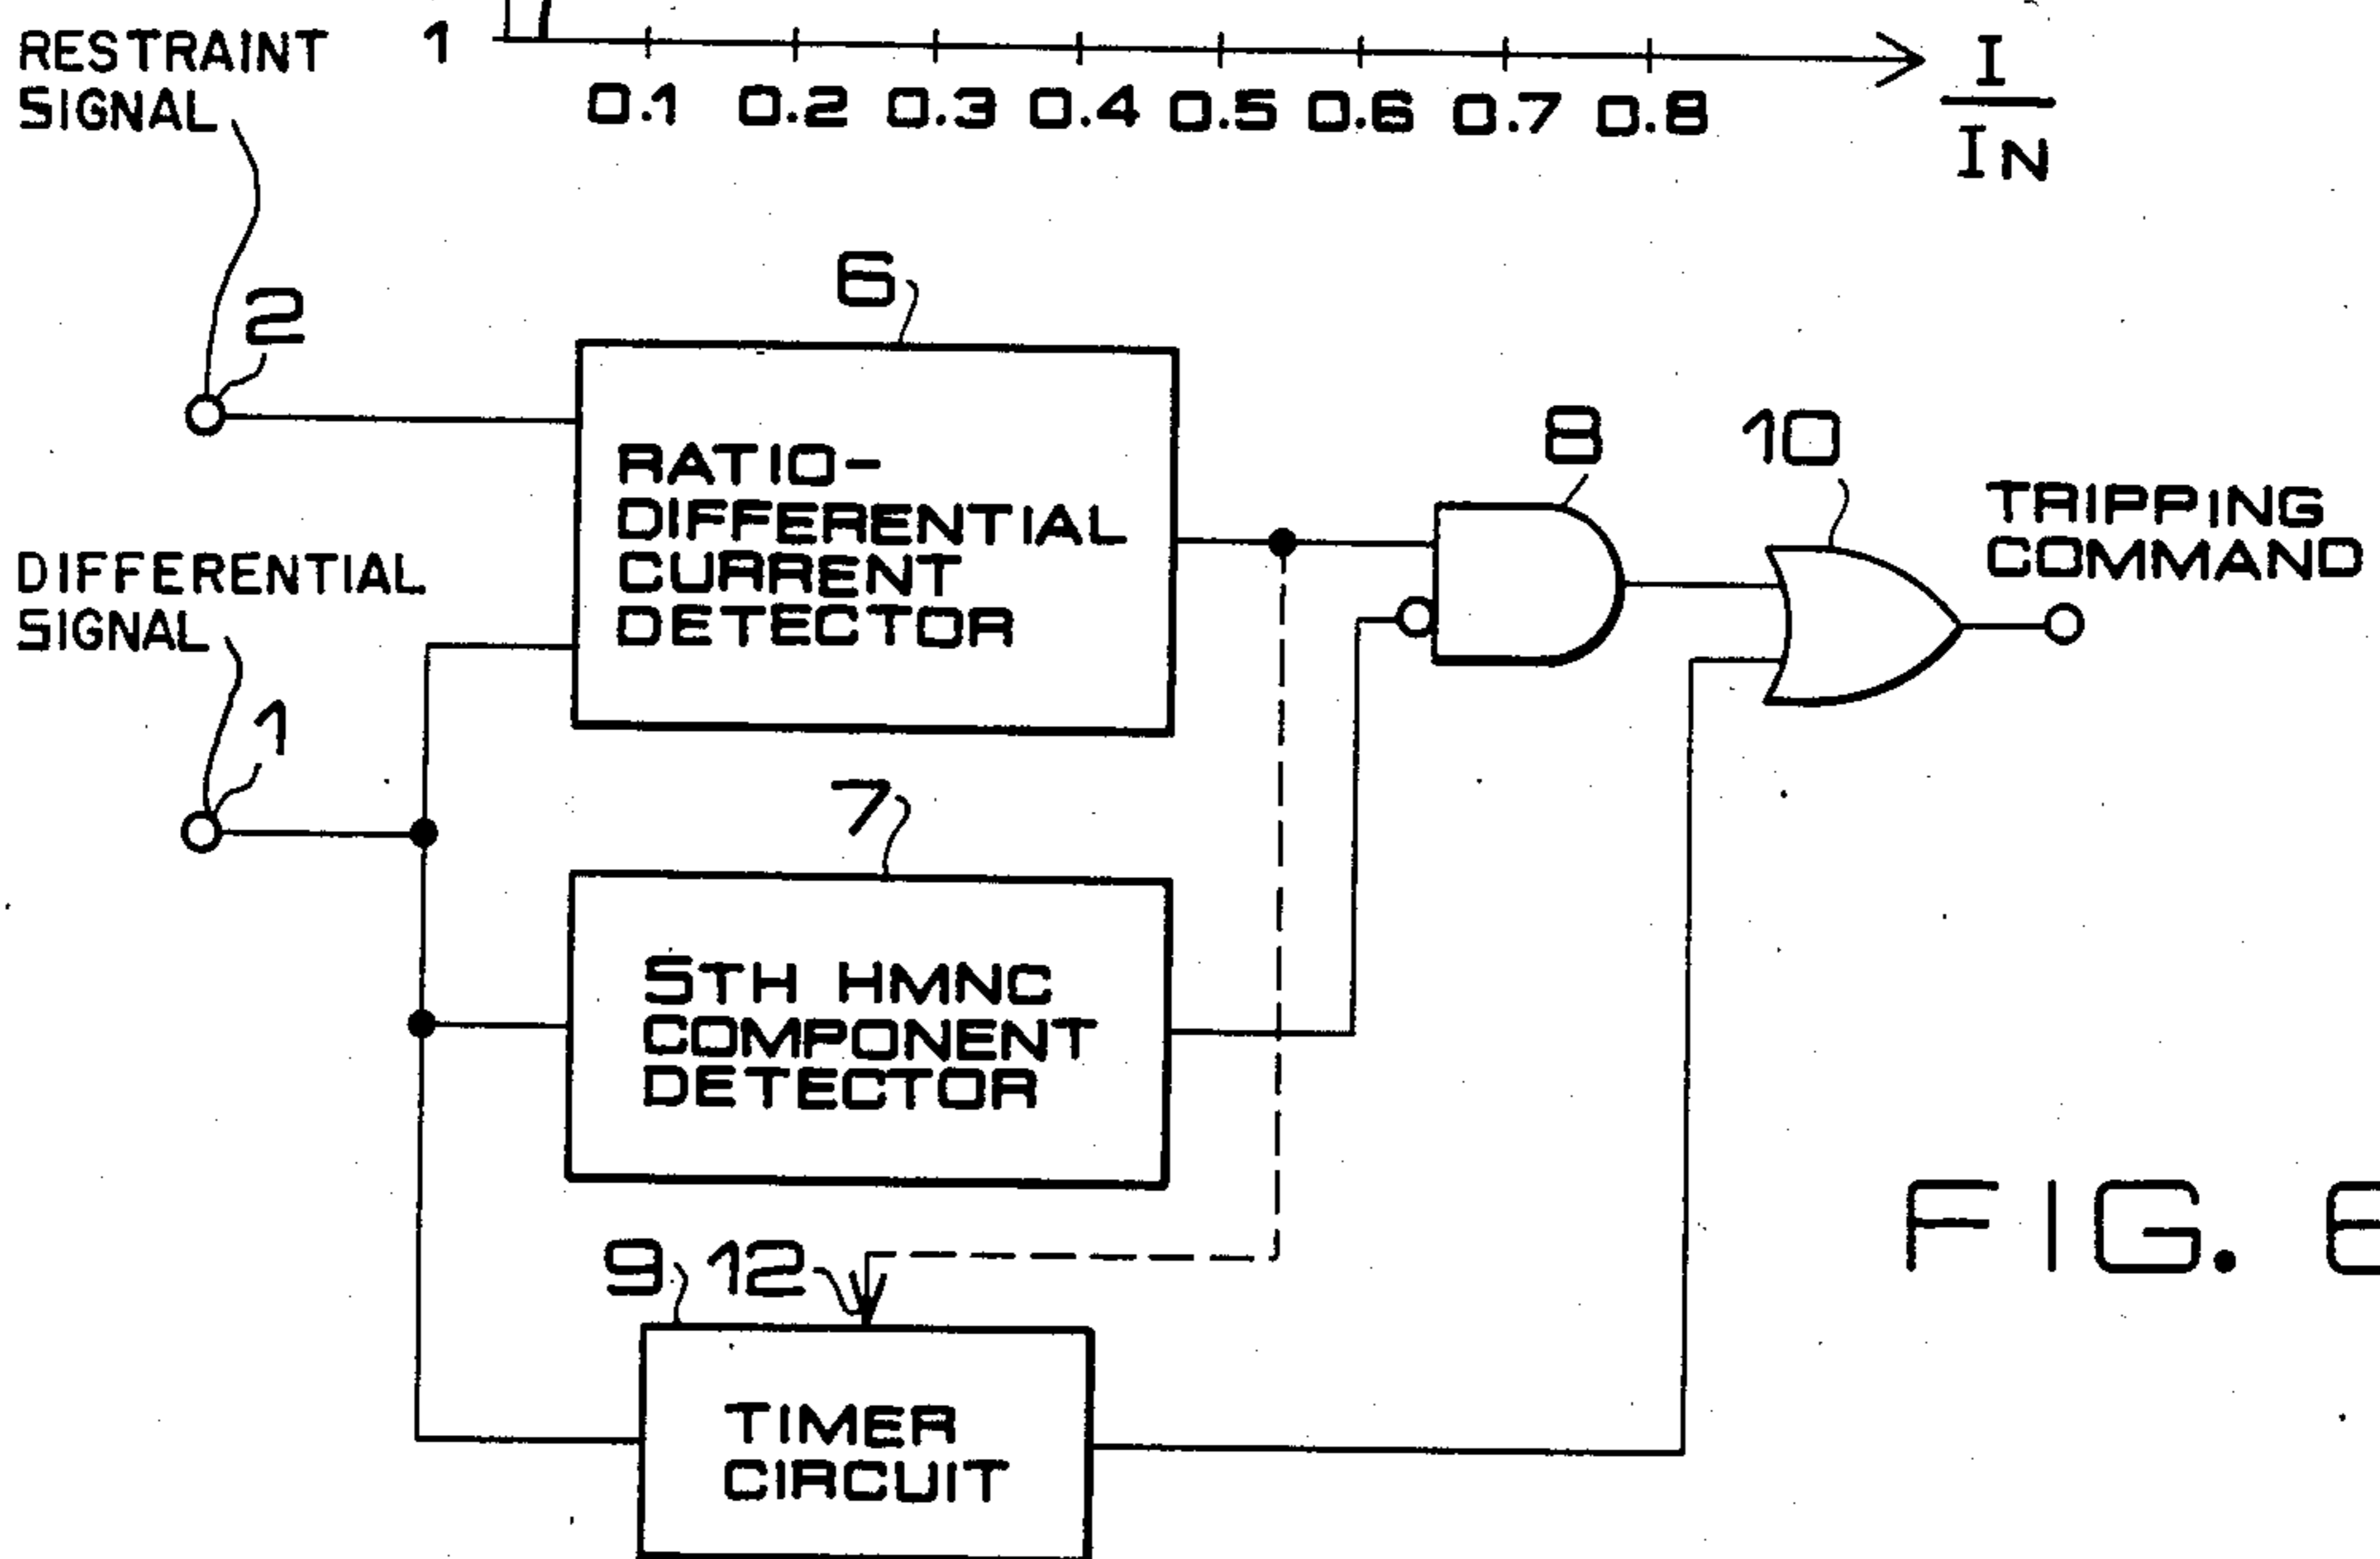 1
0.1 0.2 0.3 0.4 0.5 0.6 0.7 0.8
I
IN
RESTRAINT
SIGNAL
2
6
RATIO-
DIFFERENTIAL
CURRENT
DETECTOR
8
10
TRIPPING
COMMAND
DIFFERENTIAL
SIGNAL
1
7
5TH HMNC
COMPONENT
DETECTOR
9
12
TIMER
CIRCUIT
FIG.